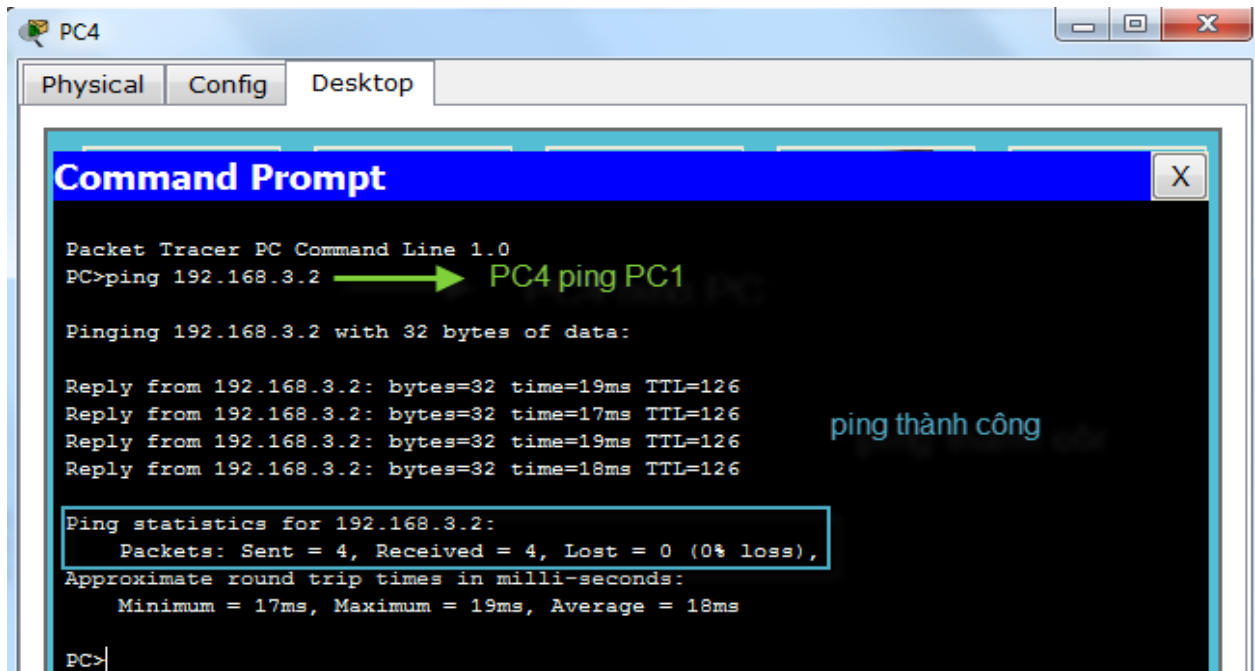 PC4
Physical Config Desktop
Command Prompt X
Packet Tracer PC Command Line 1.0
PC>ping 192.168.3.2 PC4 ping PC1
Pinging 192.168.3.2 with 32 bytes of data:
Reply from 192.168.3.2: bytes=32 time=19ms TTL=126
Reply from 192.168.3.2: bytes=32 time=17ms TTL=126
ping thành công
Reply from 192.168.3.2: bytes=32 time=19ms TTL=126
Reply from 192.168.3.2: bytes=32 time=18ms TTL=126
Ping statistics for 192.168.3.2:
Packets: Sent = 4, Received = 4, Lost = 0 (0% loss),
Approximate round trip times in milli-seconds:
Minimum = 17ms, Maximum = 19ms, Average = 18ms
PC>